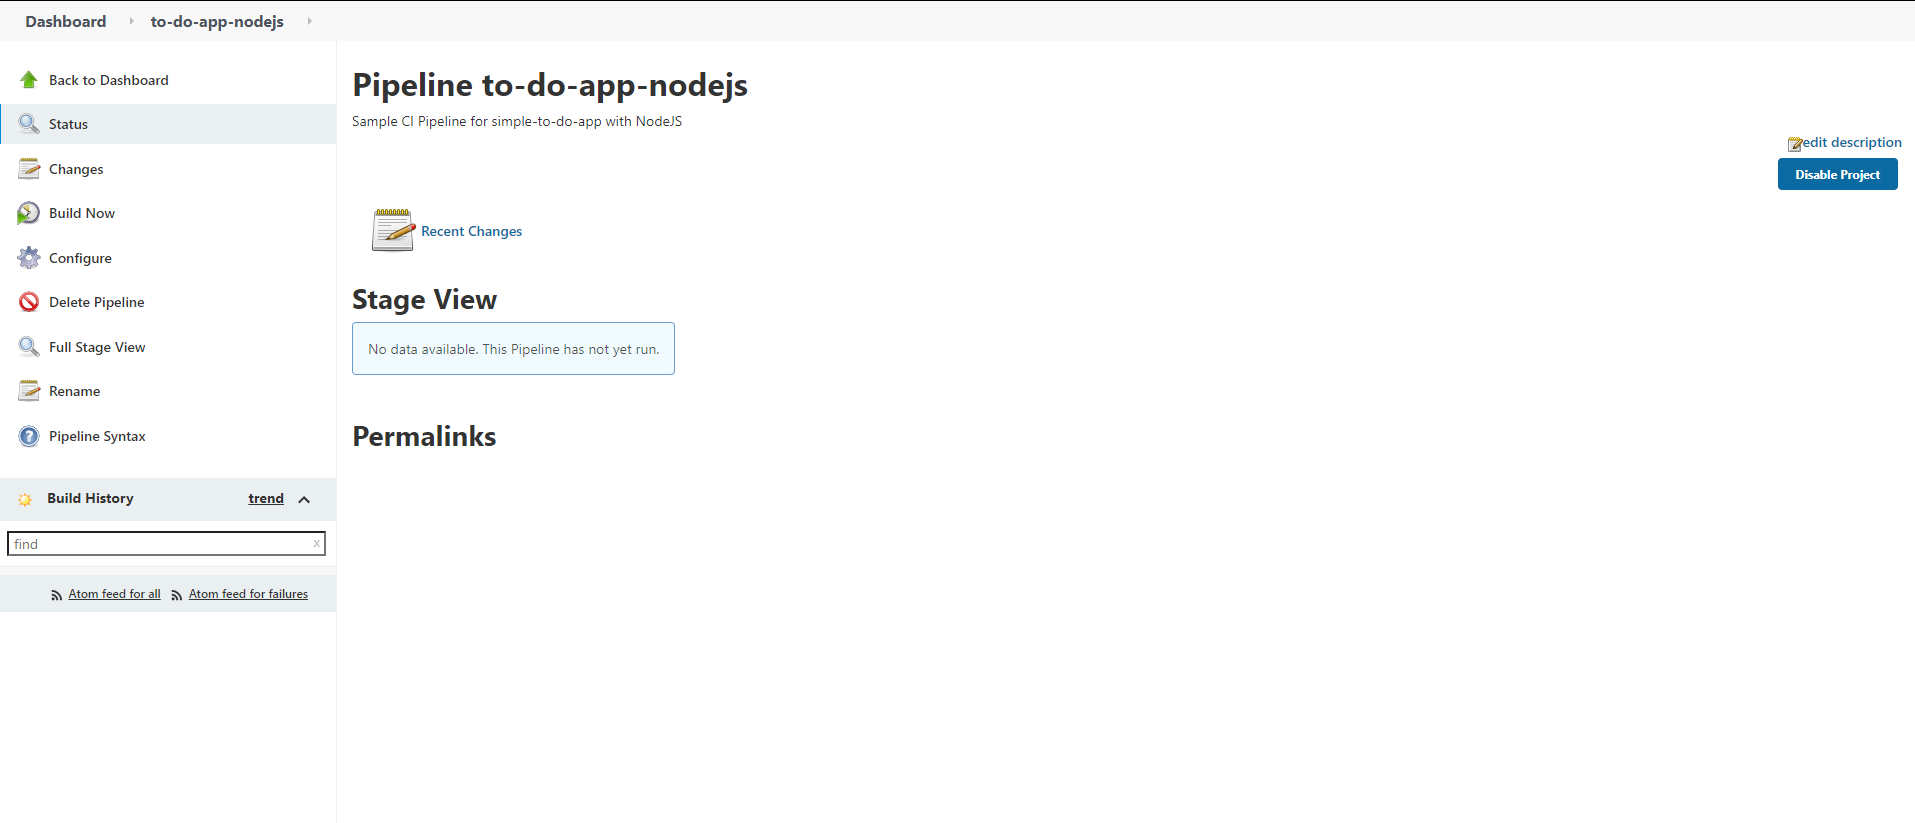 Dashboard
to-do-app-nodejs
Back to Dashboard
Status
Changes
Build Now
Configure
Delete Pipeline
Full Stage View
Rename
Pipeline Syntax
Build History trend
find x
Atom feed for all Atom feed for failures
Pipeline to-do-app-nodejs
Sample CI Pipeline for simple-to-do-app with NodeJS
edit description
Disable Project
Recent Changes
Stage View
No data available. This Pipeline has not yet run.
Permalinks